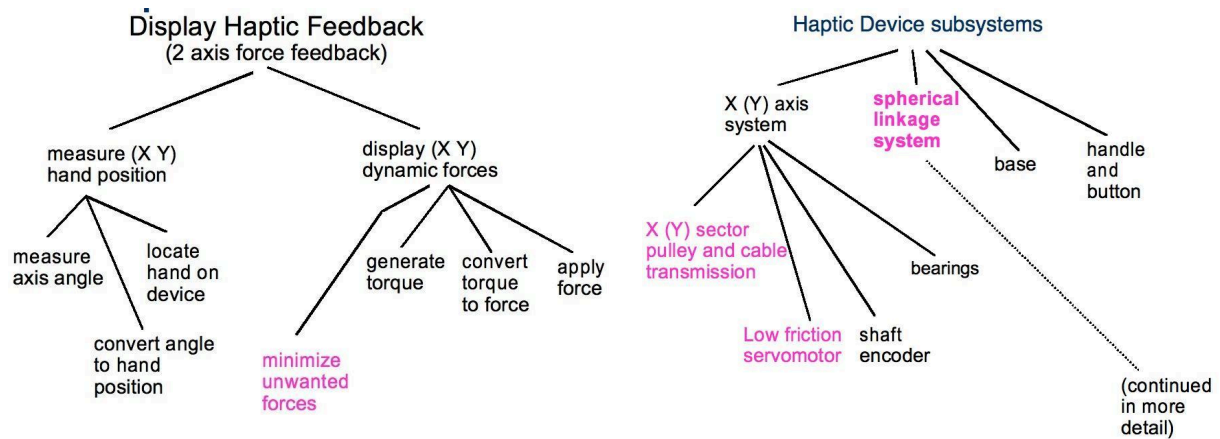 Display Haptic Feedback
(2 axis force feedback)
measure (X Y)
hand position
display (X Y)
dynamic forces
measure
axis angle
locate
hand on
device
convert angle
to hand
position
generate
torque
convert
torque
to force
apply
force
minimize
unwanted
forces
Haptic Device subsystems
X (Y) axis
system
spherical
linkage
system
base
handle
and
button
X (Y) sector
pulley and cable
transmission
Low friction
servomotor
shaft
encoder
bearings
(continued
in more
detail)